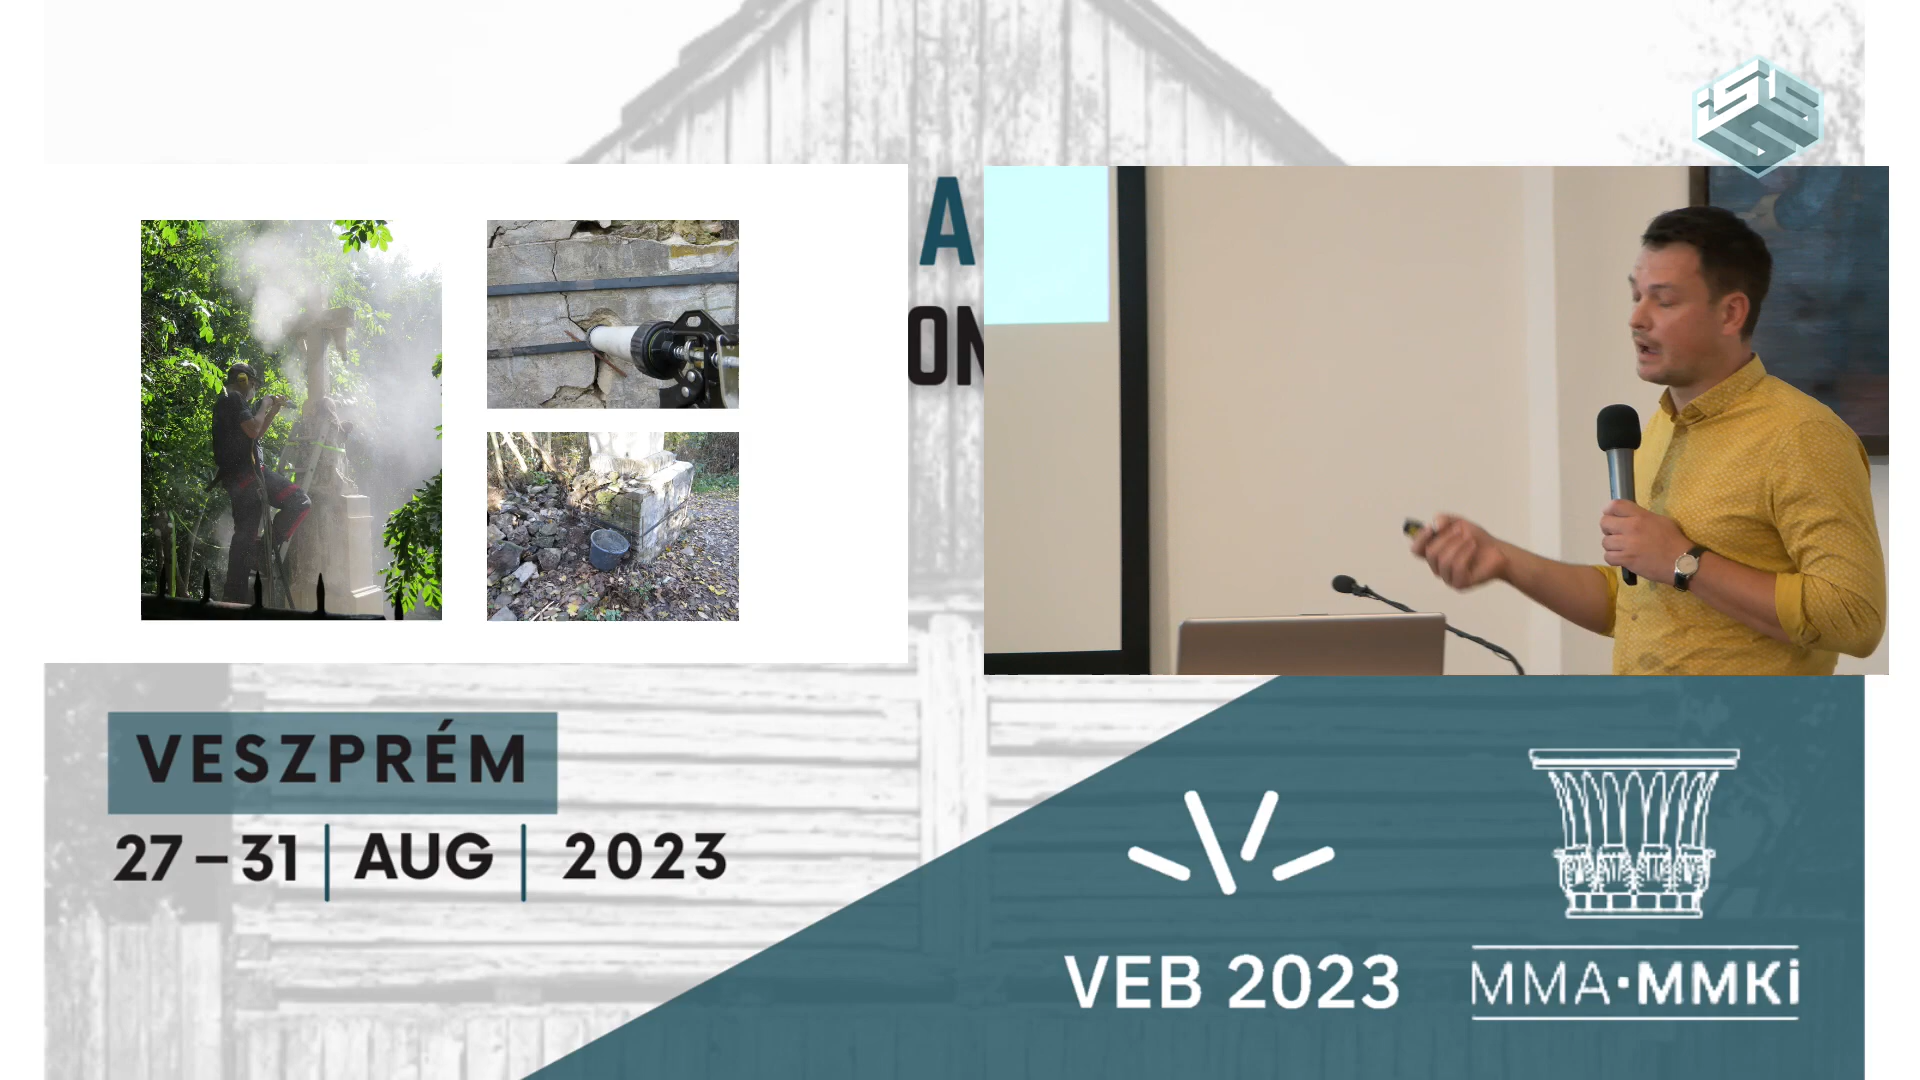 A
ON
VESZPRÉM
27–31 | AUG | 2023
VEB 2023
MMA·MMKi